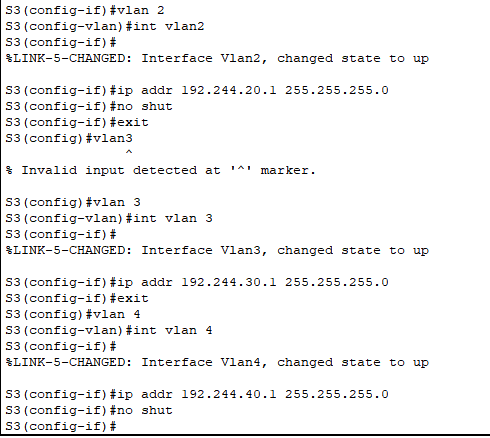 S3(config-if)#vlan 2
S3(config-vlan)#int vlan2
S3(config-if)#
%LINK-5-CHANGED: Interface Vlan2, changed state to up
S3(config-if)#ip addr 192.244.20.1 255.255.255.0
S3(config-if)#no shut
S3(config-if)#exit
S3(config)#vlan3
^
% Invalid input detected at '^' marker.
S3(config)#vlan 3
S3(config-vlan)#int vlan 3
S3(config-if)#
%LINK-5-CHANGED: Interface Vlan3, changed state to up
S3(config-if)#ip addr 192.244.30.1 255.255.255.0
S3(config-if)#exit
S3(config)#vlan 4
S3(config-vlan)#int vlan 4
S3(config-if)#
%LINK-5-CHANGED: Interface Vlan4, changed state to up
S3(config-if)#ip addr 192.244.40.1 255.255.255.0
S3(config-if)#no shut
S3(config-if)#